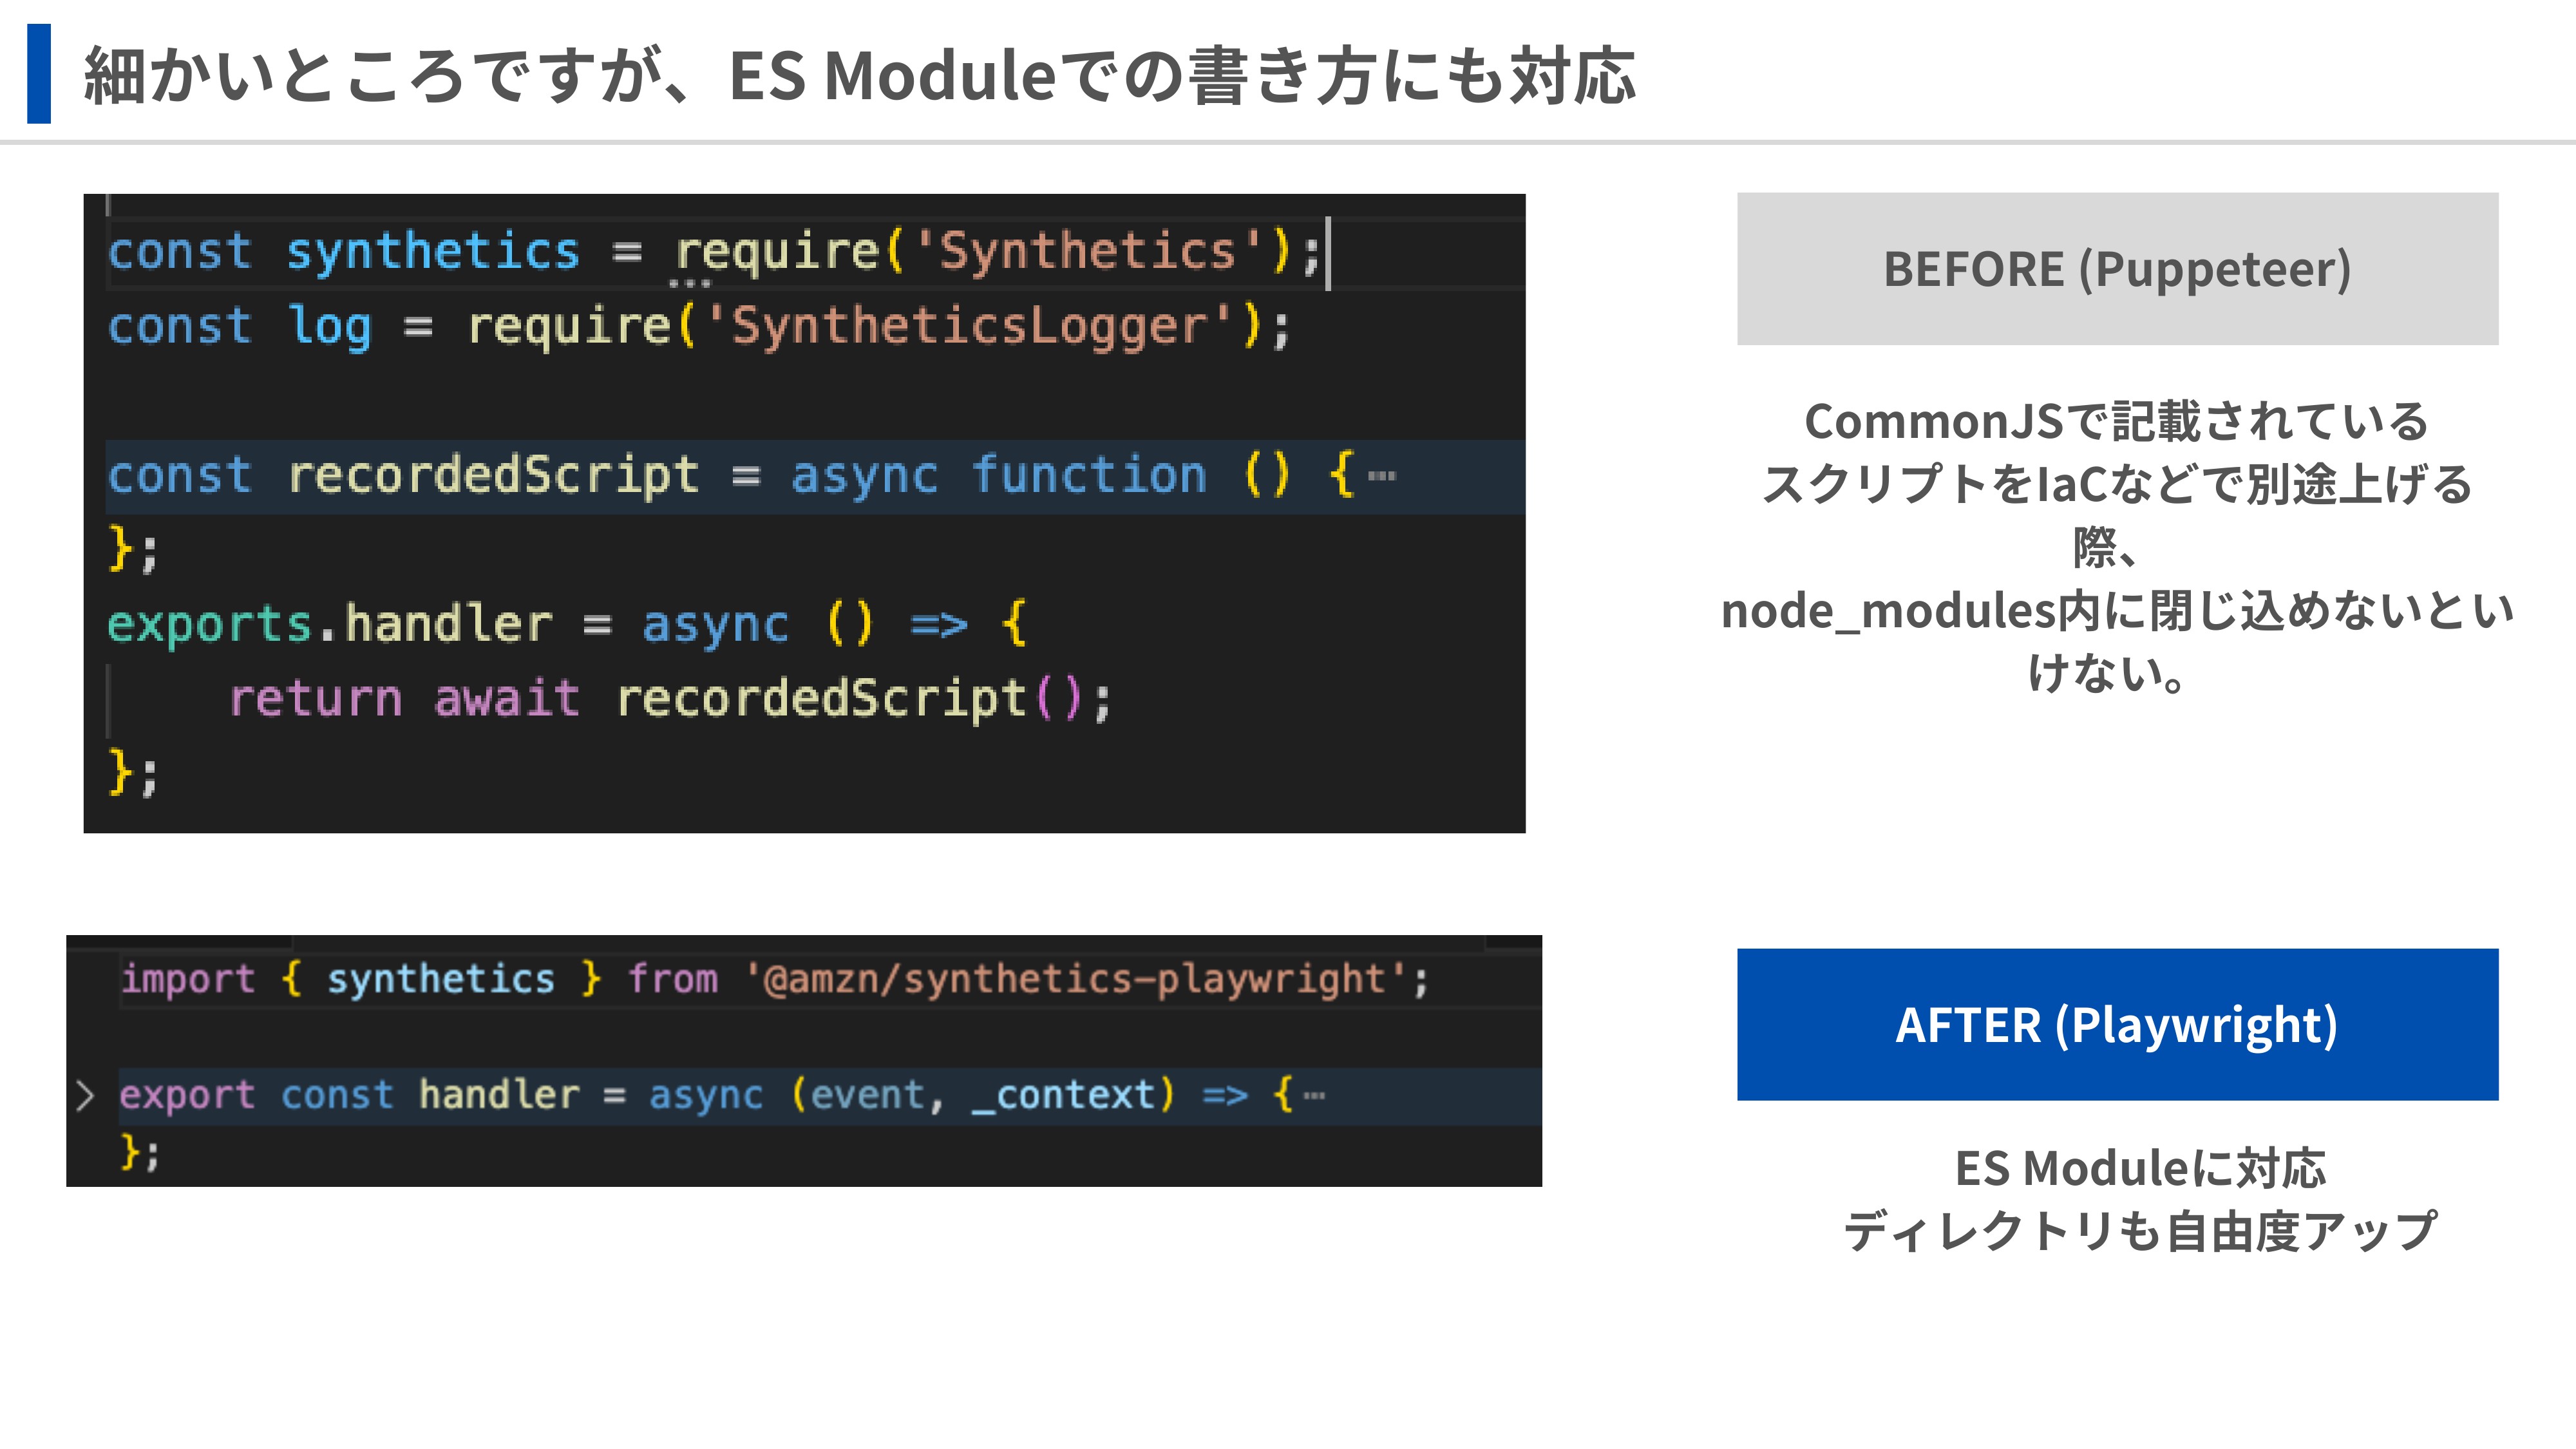 細かいところですが、ES Moduleでの書き方にも対応
const synthetics = require('Synthetics');
const log = require('SyntheticsLogger');
const recordedScript = async function () {⋯
};
exports.handler = async () => {
    return await recordedScript();
};
BEFORE (Puppeteer)
CommonJSで記載されている
スクリプトをIaCなどで別途上げる
際、
node_modules内に閉じ込めないとい
けない。
import { synthetics } from '@amzn/synthetics-playwright';
export const handler = async (event, _context) => {⋯
};
AFTER (Playwright)
ES Moduleに対応
ディレクトリも自由度アップ